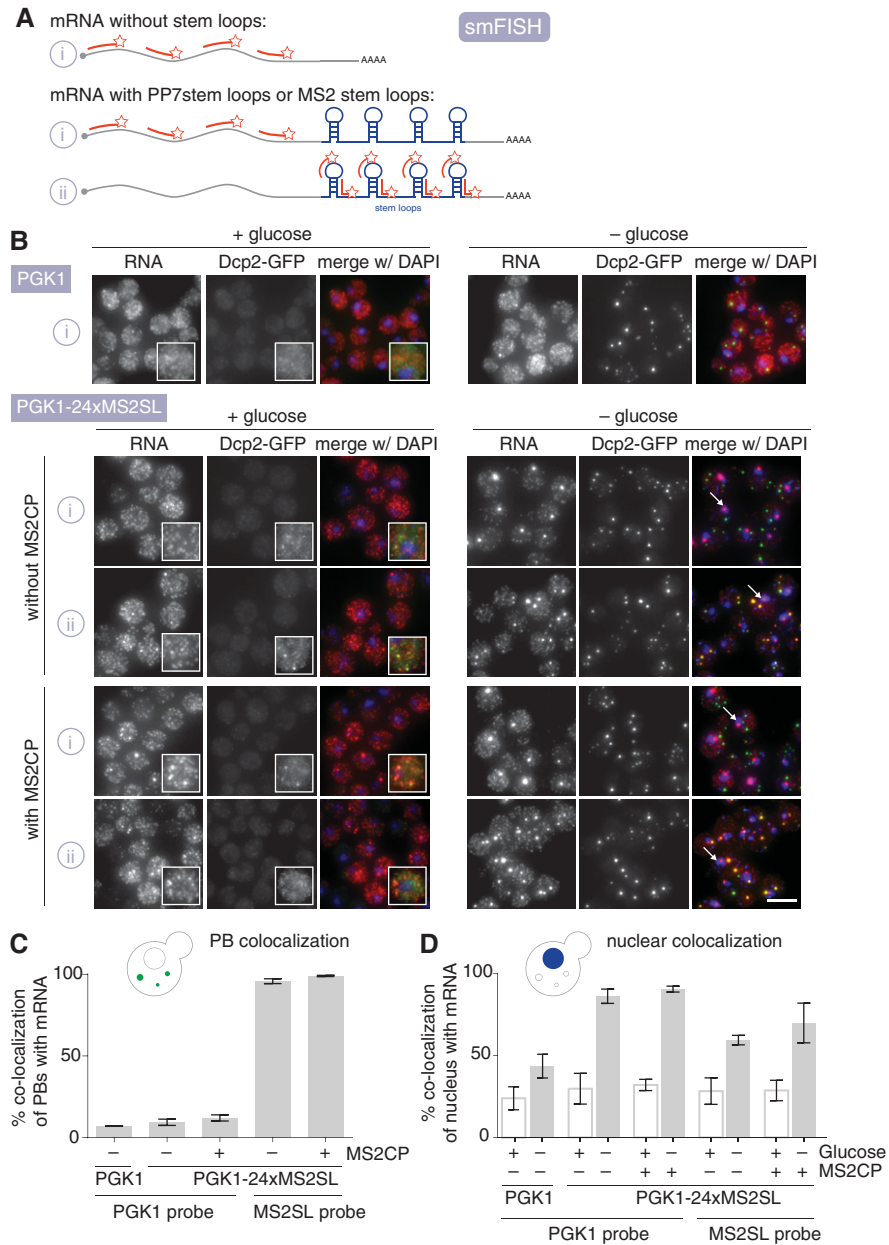 A
mRNA without stem loops:
smFISH
i
AAAA
mRNA with PP7stem loops or MS2 stem loops:
i
AAAA
ii
AAAA
stem loops
B
+ glucose
– glucose
PGK1
RNA Dcp2-GFP merge w/ DAPI
RNA Dcp2-GFP merge w/ DAPI
i
PGK1-24xMS2SL
+ glucose
– glucose
RNA Dcp2-GFP merge w/ DAPI
RNA Dcp2-GFP merge w/ DAPI
without MS2CP
i
ii
with MS2CP
i
ii
C
PB colocalization
% co-localization
of PBs with mRNA
100
50
0
– – + – + MS2CP
PGK1 PGK1-24xMS2SL
PGK1 probe MS2SL probe
D
nuclear colocalization
% co-localization
of nucleus with mRNA
100
50
0
+ – + – + – + – + – Glucose
– – – – + + – – + + MS2CP
PGK1 PGK1-24xMS2SL
PGK1 probe MS2SL probe